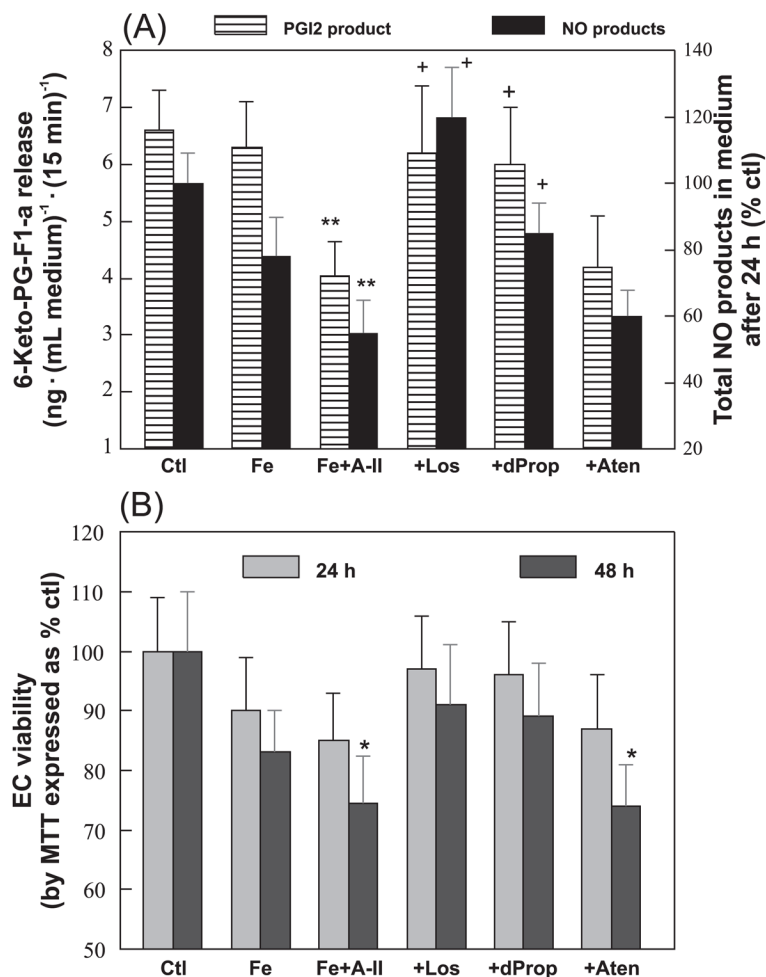 (A)
PGI2 product
NO products
6-Keto-PG-F1-a release
(ng · (mL medium)⁻¹ · (15 min)⁻¹
8
7
6
5
4
3
2
1
140
120
100
80
60
40
20
Total NO products in medium
after 24 h (% ctl)
**
**
+
+
+
+
Ctl Fe Fe+A-II +Los +dProp +Aten
(B)
24 h
48 h
EC viability
(by MTT expressed as % ctl)
120
110
100
90
80
70
60
50
*
*
Ctl Fe Fe+A-II +Los +dProp +Aten